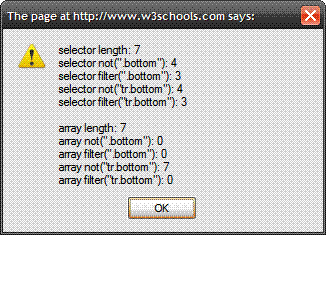 The page at http://www.w3schools.com says:
selector length: 7
selector not(".bottom"): 4
selector filter(".bottom"): 3
selector not("tr.bottom"): 4
selector filter("tr.bottom"): 3
array length: 7
array not(".bottom"): 0
array filter(".bottom"): 0
array not("tr.bottom"): 7
array filter("tr.bottom"): 0
OK